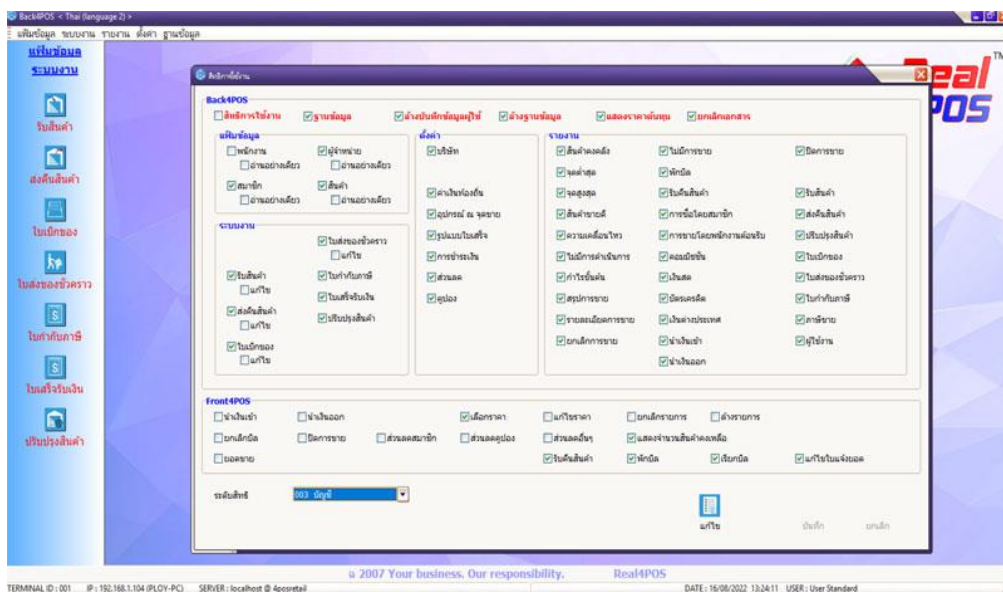 Back4POS < Thai (language 2) >
แฟ้มข้อมูล ระบบงาน รายงาน ตั้งค่า ฐานข้อมูล
แฟ้มข้อมูล
ระบบงาน
รับสินค้า
ส่งคืนสินค้า
ใบเบิกของ
ใบส่งของชั่วคราว
ใบกำกับภาษี
ใบเสร็จรับเงิน
ปรับปรุงสินค้า
Real
POS
TM
สิทธิการใช้งาน
Back4POS
สิทธิการใช้งาน ฐานข้อมูล ล้างบันทึกข้อมูลผู้ใช้ ล้างฐานข้อมูล แสดงราคาต้นทุน ยกเลิกเอกสาร
แฟ้มข้อมูล
พนักงาน ผู้จำหน่าย
อ่านอย่างเดียว อ่านอย่างเดียว
สมาชิก สินค้า
อ่านอย่างเดียว อ่านอย่างเดียว
ระบบงาน
ใบส่งของชั่วคราว
แก้ไข
รับสินค้า ใบกำกับภาษี
แก้ไข
ใบเสร็จรับเงิน
ส่งคืนสินค้า ปรับปรุงสินค้า
แก้ไข
ใบเบิกของ
แก้ไข
ตั้งค่า
บริษัท
ค่าเงินท้องถิ่น
อุปกรณ์ ณ จุดขาย
รูปแบบใบเสร็จ
การชำระเงิน
ส่วนลด
คูปอง
รายงาน
สินค้าคงคลัง ไม่มีการขาย ปิดการขาย
จุดต่ำสุด พักบิล
จุดสูงสุด รับคืนสินค้า รับสินค้า
สินค้าขายดี การซื้อโดยสมาชิก ส่งคืนสินค้า
ความเคลื่อนไหว การขายโดยพนักงานต้อนรับ ปรับปรุงสินค้า
ไม่มีการดำเนินการ คอมมิชชั่น ใบเบิกของ
กำไรขั้นต้น เงินสด ใบส่งของชั่วคราว
สรุปการขาย บัตรเครดิต ใบกำกับภาษี
รายละเอียดการขาย เงินต่างประเทศ ภาษีขาย
ยกเลิกการขาย นำเงินเข้า ผู้ใช้งาน
นำเงินออก
Front4POS
นำเงินเข้า นำเงินออก เลือกราคา แก้ไขราคา ยกเลิกรายการ ล้างรายการ
ยกเลิกบิล ปิดการขาย ส่วนลดสมาชิก ส่วนลดคูปอง ส่วนลดอื่นๆ แสดงจำนวนสินค้าคงเหลือ
ยอดขาย รับคืนสินค้า พักบิล เรียกบิล แก้ไขใบแจ้งยอด
ระดับสิทธิ 003 บัญชี
แก้ไข บันทึก ยกเลิก
2007 Your business. Our responsibility. Real4POS
TERMINAL ID : 001 IP : 192.168.1.104 (PLOY-PC) SERVER : localhost @ 4posretail DATE : 16/08/2022 13:24:11 USER : User Standard